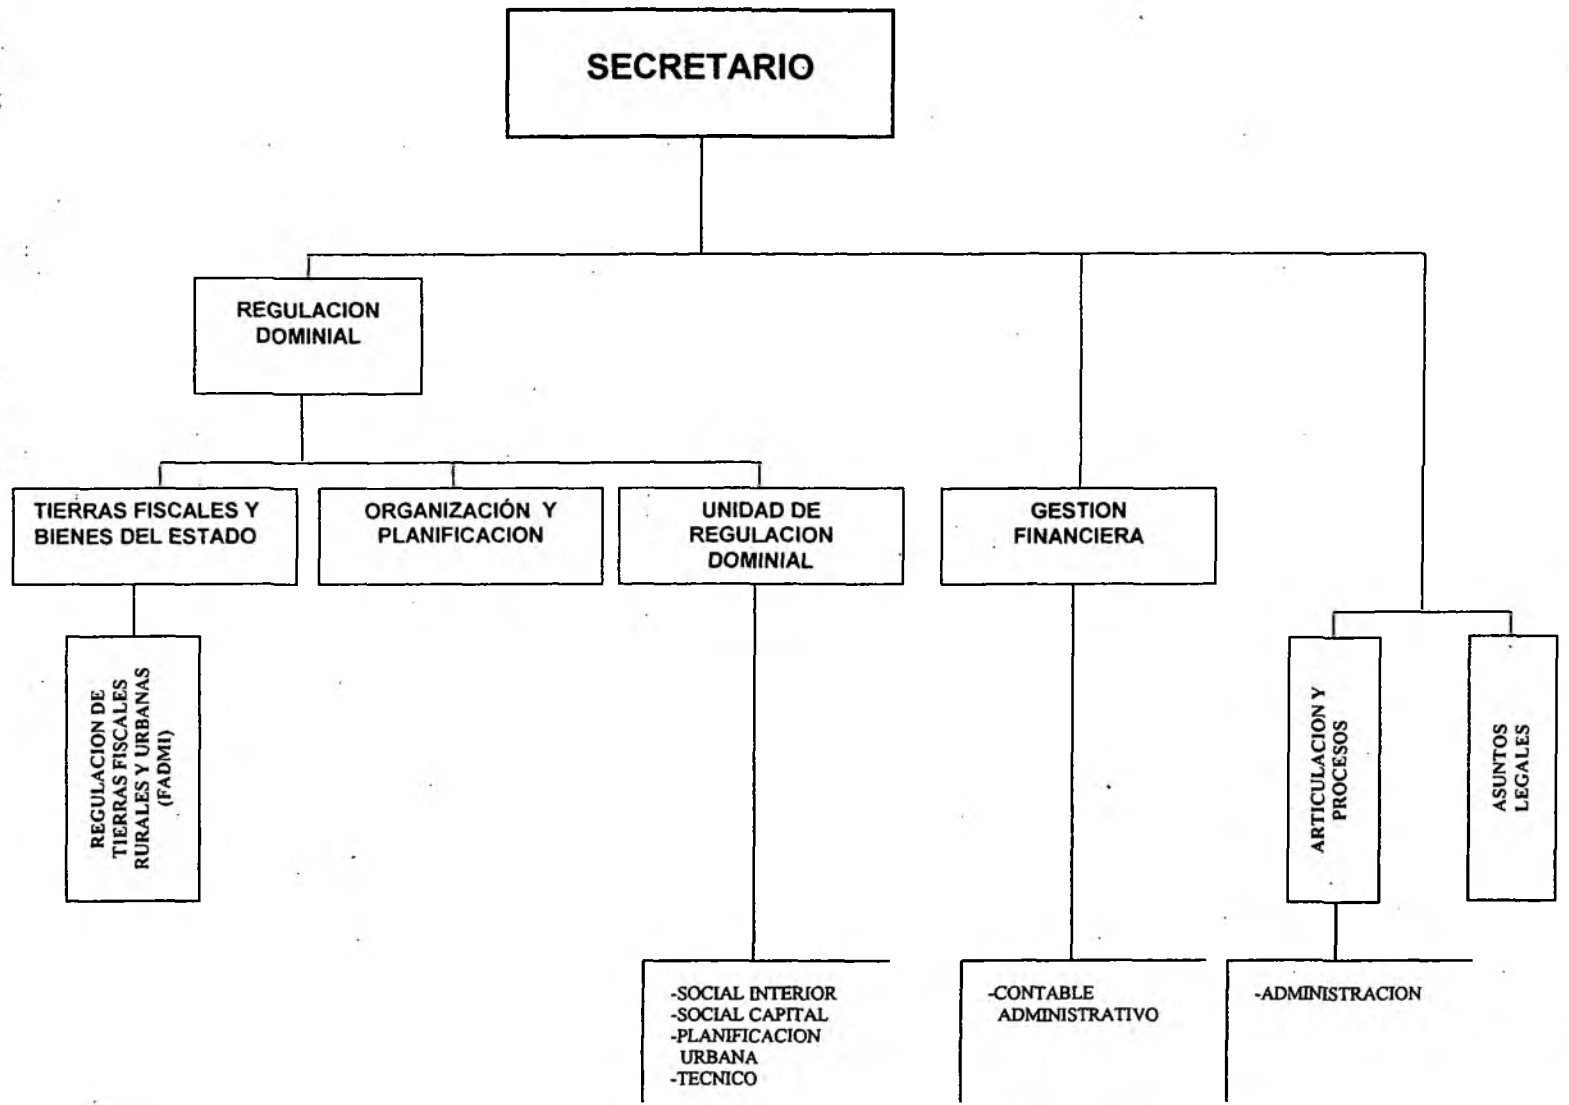 SECRETARIO
REGULACION
DOMINIAL
TIERRAS FISCALES Y
BIENES DEL ESTADO
ORGANIZACIÓN Y
PLANIFICACION
UNIDAD DE
REGULACION
DOMINIAL
GESTION
FINANCIERA
REGULACION DE
TIERRAS FISCALES
RURALES Y URBANAS
(FADMI)
ARTICULACION Y
PROCESOS
ASUNTOS
LEGALES
-SOCIAL INTERIOR
-SOCIAL CAPITAL
-PLANIFICACION
URBANA
-TECNICO
-CONTABLE
ADMINISTRATIVO
-ADMINISTRACION